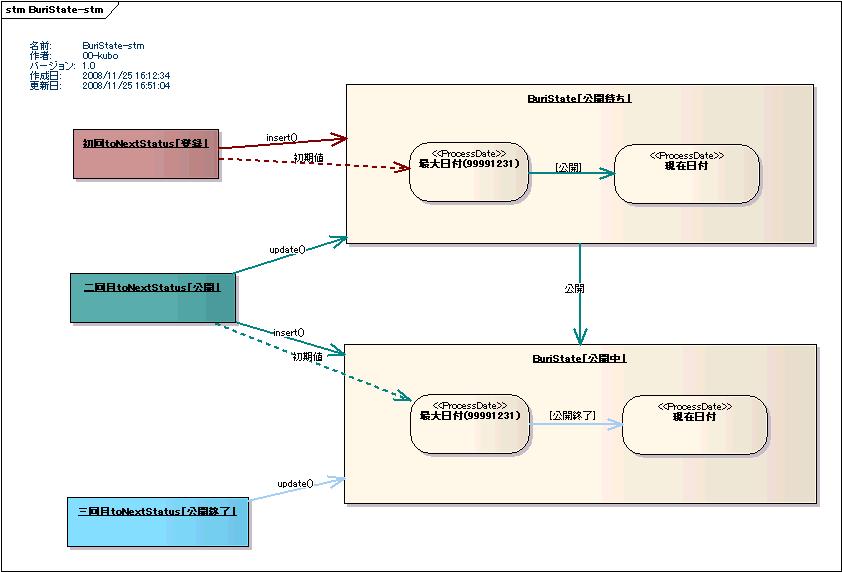 stm BuriState-stm
名前: BuriState-stm
作者: OO-kubo
バージョン: 1.0
作成日: 2008/11/25 16:12:34
更新日: 2008/11/25 16:51:04
BuriState「公開待ち」
初回toNextStatus「登録」
insert()
初期値
<<ProcessDate>>
最大日付(99991231)
[公開]
<<ProcessDate>>
現在日付
update()
二回目toNextStatus「公開」
公開
insert()
初期値
BuriState「公開中」
<<ProcessDate>>
最大日付(99991231)
[公開終了]
<<ProcessDate>>
現在日付
update()
三回目toNextStatus「公開終了」